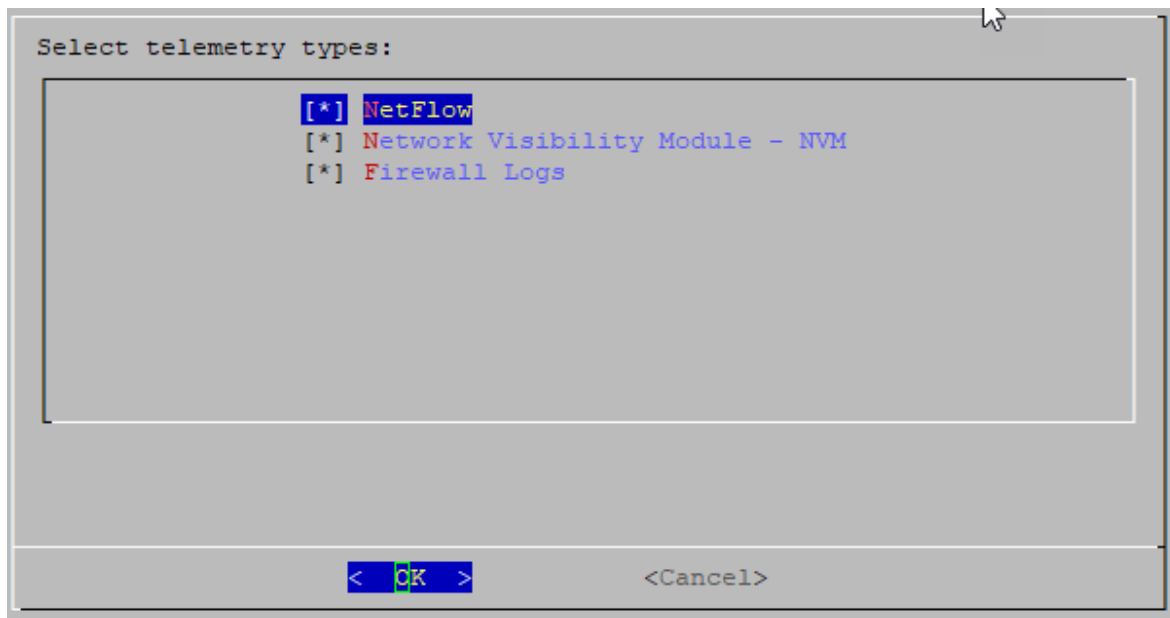 Select telemetry types:
[*] NetFlow
[*] Network Visibility Module - NVM
[*] Firewall Logs
< OK > <Cancel>